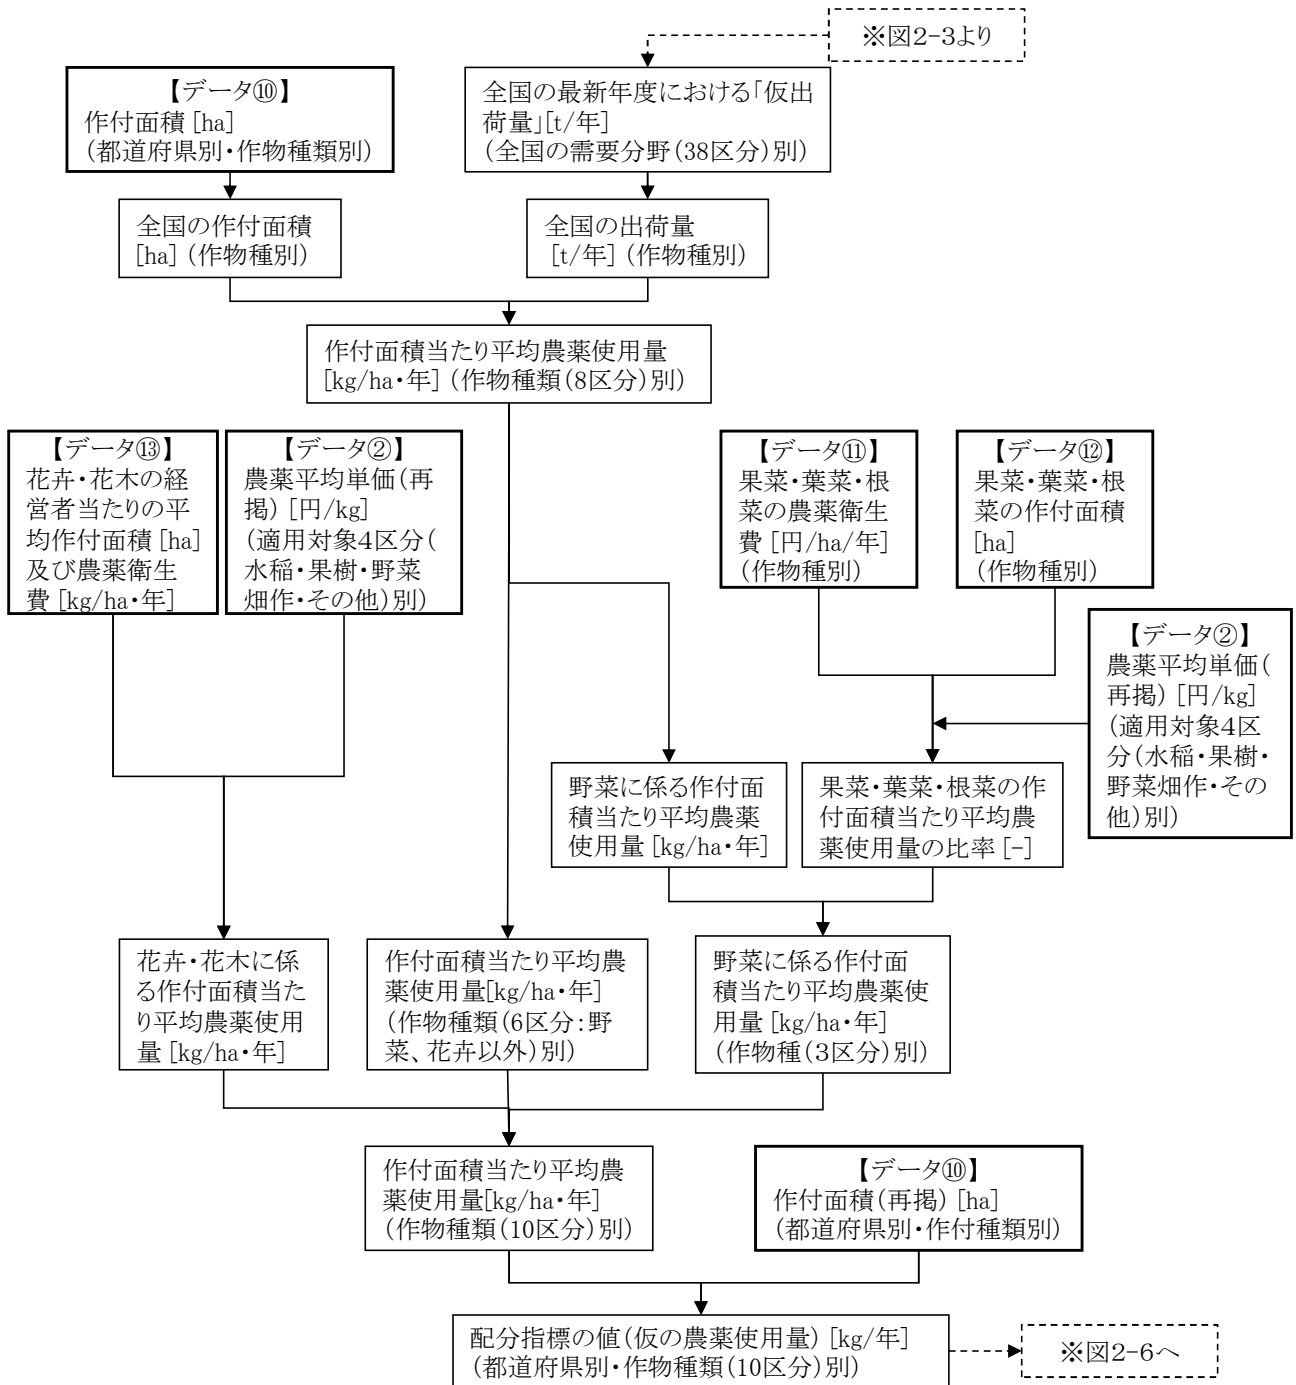 ※図2-3より
【データ⑩】
作付面積 [ha]
(都道府県別・作物種類別)
全国の最新年度における「仮出
荷量」[t/年]
(全国の需要分野(38区分)別)
全国の作付面積
[ha] (作物種別)
全国の出荷量
[t/年] (作物種別)
作付面積当たり平均農薬使用量
[kg/ha・年] (作物種類(8区分)別)
【データ⑬】
花卉・花木の経
営者当たりの平
均作付面積 [ha]
及び農薬衛生
費 [kg/ha・年]
【データ②】
農薬平均単価(再
掲) [円/kg]
(適用対象4区分(
水稲・果樹・野菜
畑作・その他)別)
【データ⑪】
果菜・葉菜・根
菜の農薬衛生
費 [円/ha/年]
(作物種別)
【データ⑫】
果菜・葉菜・根
菜の作付面積
[ha]
(作物種別)
【データ②】
農薬平均単価(
再掲) [円/kg]
(適用対象4区
分(水稲・果樹・
野菜畑作・その
他)別)
野菜に係る作付面
積当たり平均農薬
使用量 [kg/ha・年]
果菜・葉菜・根菜の作
付面積当たり平均農
薬使用量の比率 [-]
花卉・花木に係
る作付面積当た
り平均農薬使用
量 [kg/ha・年]
作付面積当たり平均農
薬使用量[kg/ha・年]
(作物種類(6区分:野
菜、花卉以外)別)
野菜に係る作付面
積当たり平均農薬使
用量 [kg/ha・年]
(作物種(3区分)別)
作付面積当たり平均農
薬使用量[kg/ha・年]
(作物種類(10区分)別)
【データ⑩】
作付面積(再掲) [ha]
(都道府県別・作付種類別)
配分指標の値(仮の農薬使用量) [kg/年]
(都道府県別・作物種類(10区分)別)
※図2-6へ